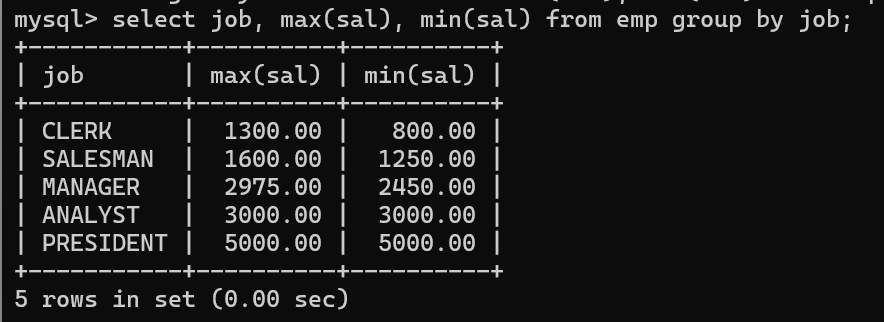 mysql> select job, max(sal), min(sal) from emp group by job;
+-----------+----------+----------+
| job       | max(sal) | min(sal) |
+-----------+----------+----------+
| CLERK     |  1300.00 |   800.00 |
| SALESMAN  |  1600.00 |  1250.00 |
| MANAGER   |  2975.00 |  2450.00 |
| ANALYST   |  3000.00 |  3000.00 |
| PRESIDENT |  5000.00 |  5000.00 |
+-----------+----------+----------+
5 rows in set (0.00 sec)